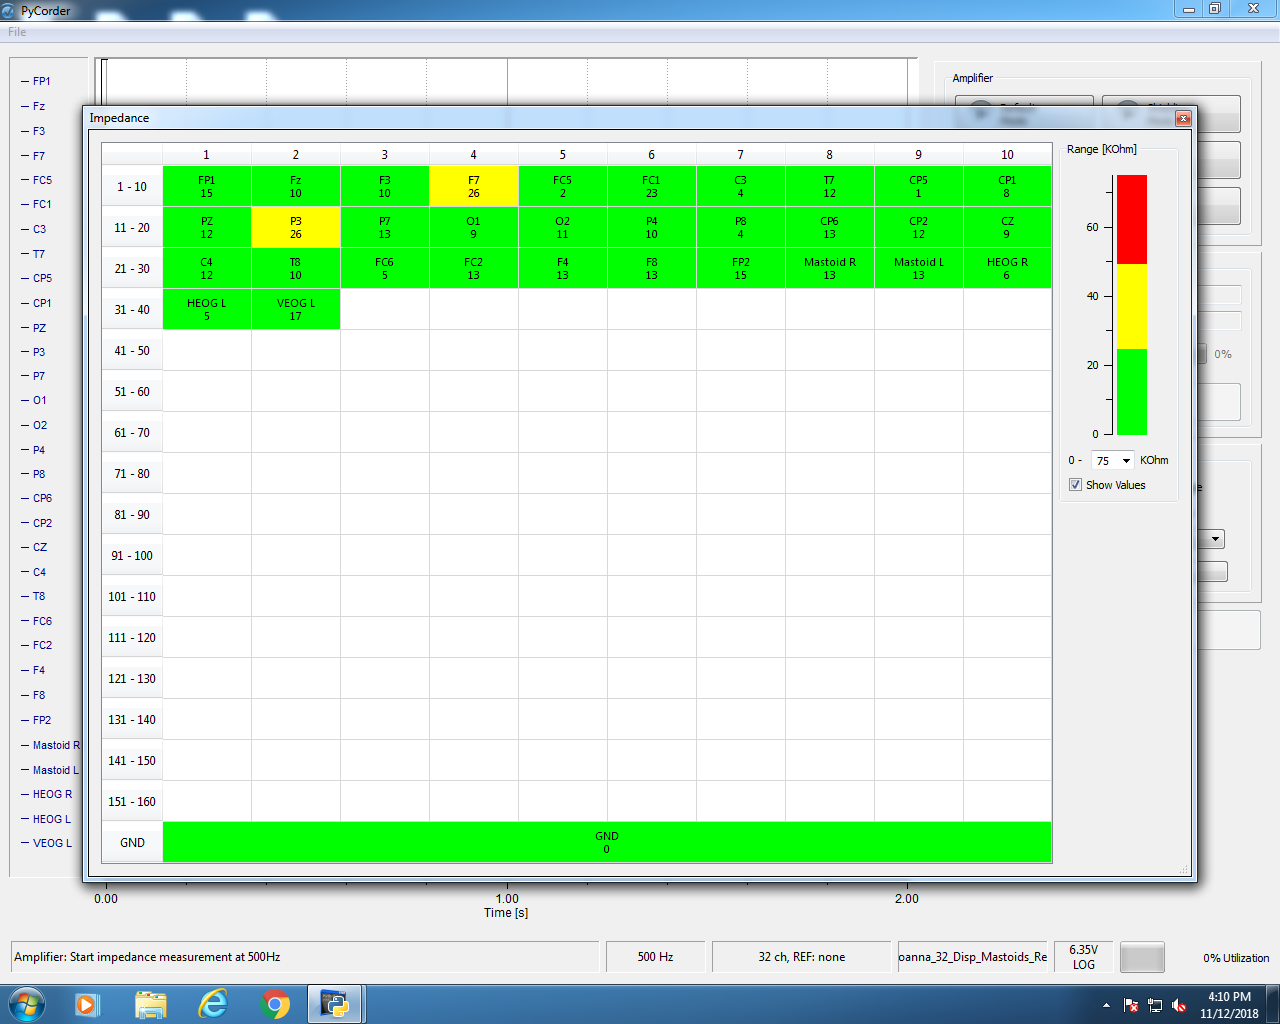 PyCorder
File
FP1
Fz
F3
F7
FC5
FC1
C3
T7
CP5
CP1
PZ
P3
P7
O1
O2
P4
P8
CP6
CP2
CZ
C4
T8
FC6
FC2
F4
F8
FP2
Mastoid R
Mastoid L
HEOG R
HEOG L
VEOG L
Impedance
1 2 3 4 5 6 7 8 9 10
1 - 10 FP1 15 Fz 10 F3 10 F7 26 FC5 2 FC1 23 C3 4 T7 12 CP5 1 CP1 8
11 - 20 PZ 12 P3 26 P7 13 O1 9 O2 11 P4 10 P8 4 CP6 13 CP2 12 CZ 9
21 - 30 C4 12 T8 10 FC6 5 FC2 13 F4 13 F8 13 FP2 15 Mastoid R 13 Mastoid L 13 HEOG R 6
31 - 40 HEOG L 5 VEOG L 17
41 - 50
51 - 60
61 - 70
71 - 80
81 - 90
91 - 100
101 - 110
111 - 120
121 - 130
131 - 140
141 - 150
151 - 160
GND GND 0
Amplifier
Range [KOhm]
60
40
20
0
0 - 75 KOhm
Show Values
0%
0.00 1.00 2.00
Time [s]
Amplifier: Start impedance measurement at 500Hz
500 Hz
32 ch, REF: none
oanna_32_Disp_Mastoids_Re
6.35V
LOG
0% Utilization
4:10 PM
11/12/2018